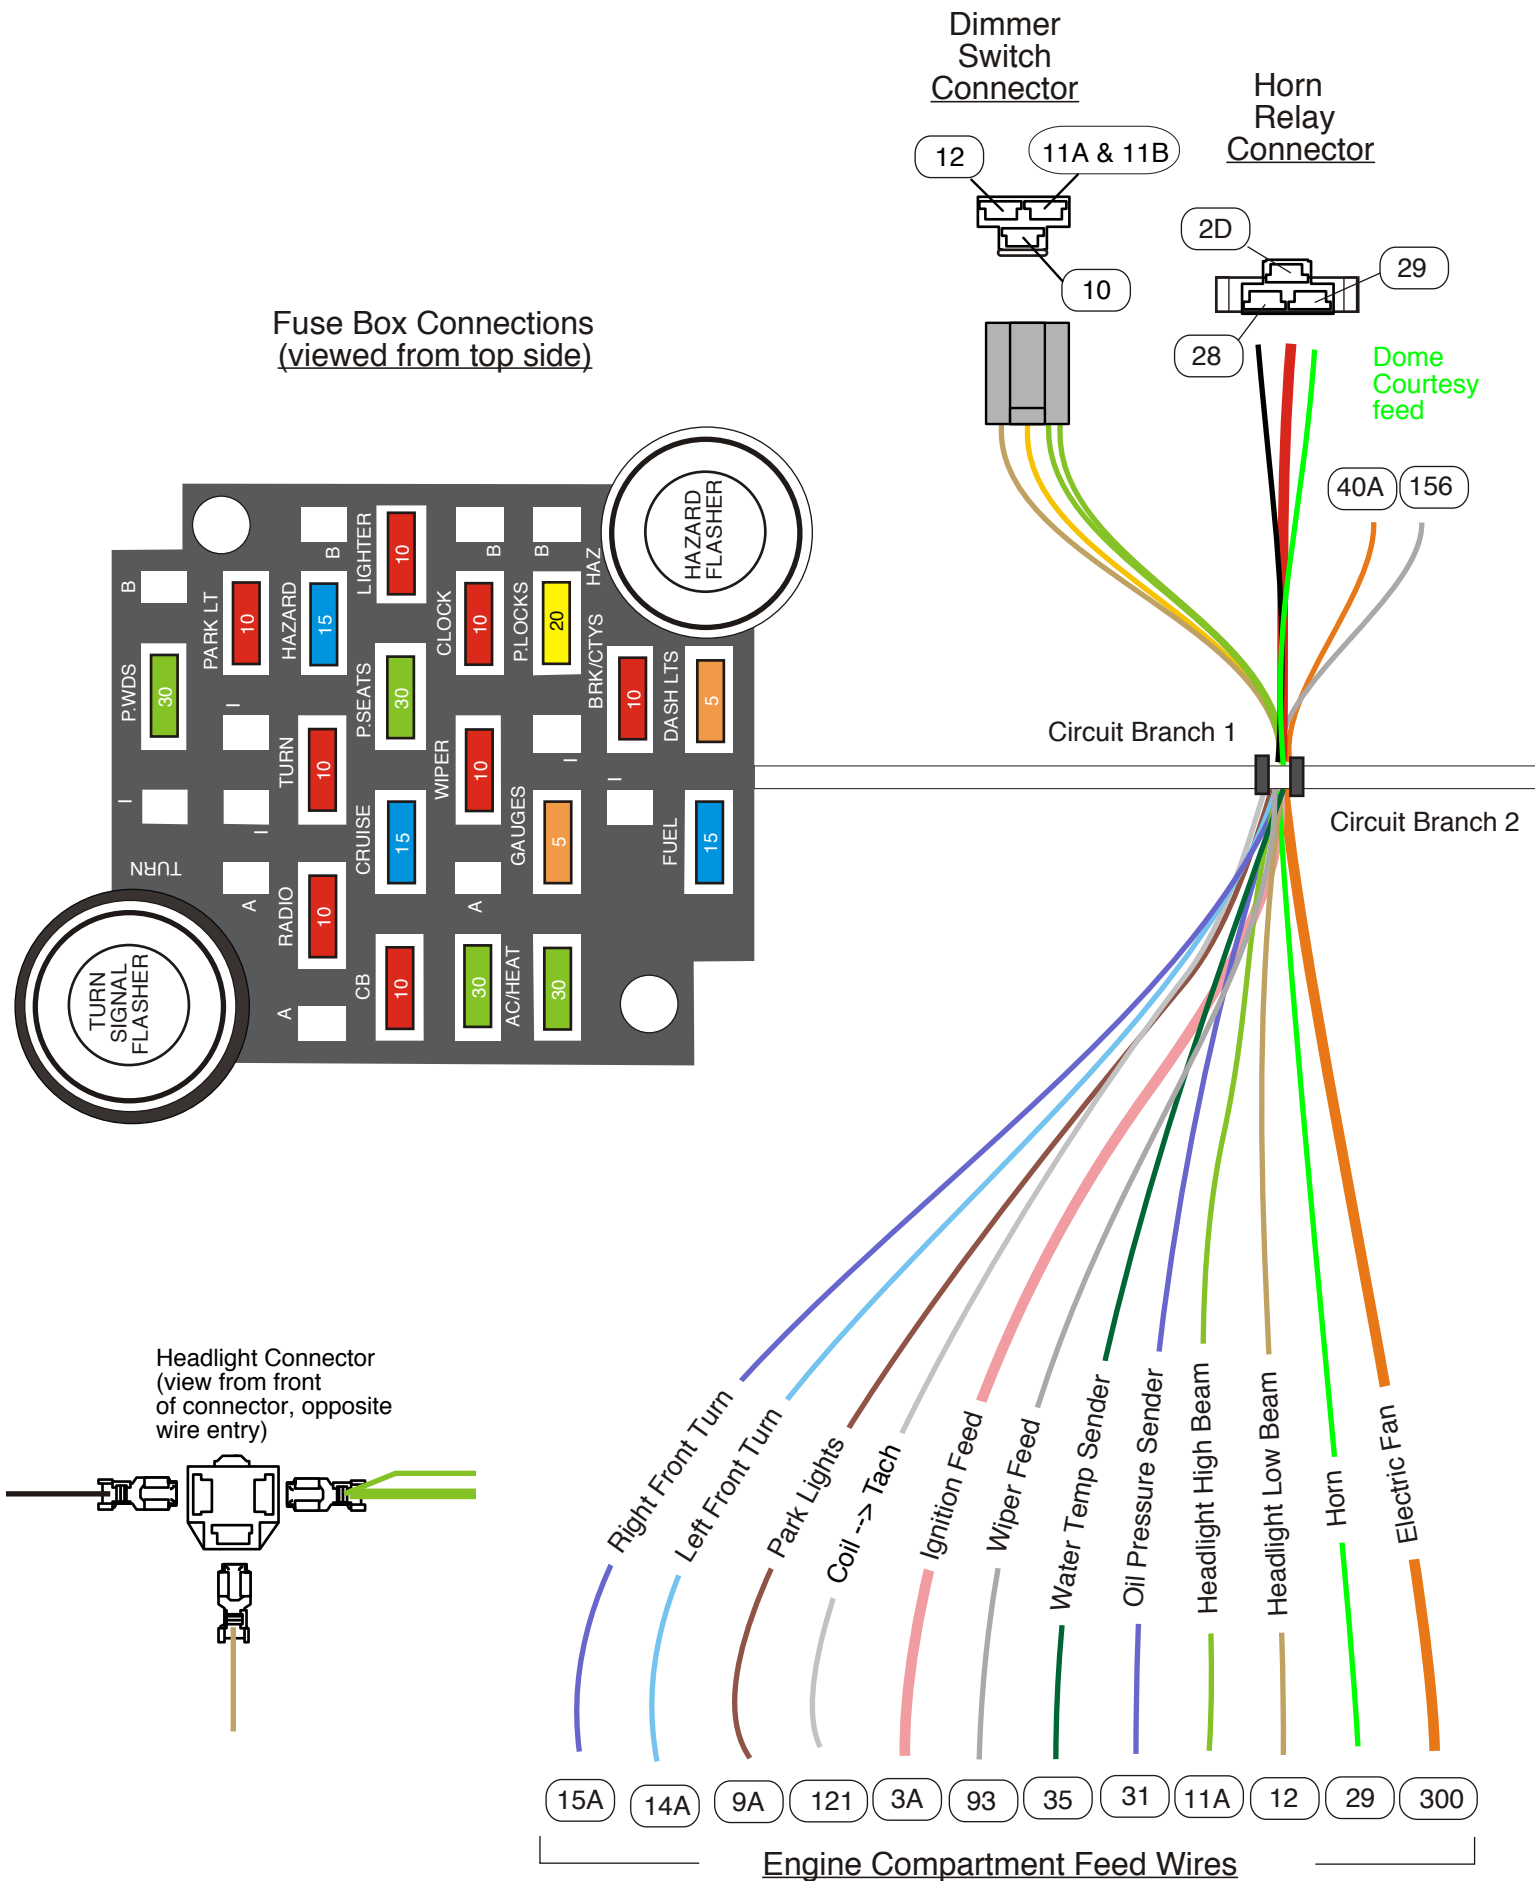 Dimmer
Switch
Connector
12
11A & 11B
10
Horn
Relay
Connector
2D
29
28
Dome
Courtesy
feed
40A
156
Fuse Box Connections
(viewed from top side)
HAZARD
FLASHER
HAZ
B
P.WDS
30
I
TURN
PARK LT
10
I
I
A
B
HAZARD
15
TURN
10
RADIO
10
A
LIGHTER
10
P.SEATS
30
CRUISE
15
CB
10
B
CLOCK
10
WIPER
10
A
30
B
P.LOCKS
20
I
GAUGES
5
AC/HEAT
30
BRK/CTYS
10
I
DASH LTS
5
FUEL
15
TURN
SIGNAL
FLASHER
Circuit Branch 1
Circuit Branch 2
Headlight Connector
(view from front
of connector, opposite
wire entry)
Right Front Turn
Left Front Turn
Park Lights
Coil --> Tach
Ignition Feed
Wiper Feed
Water Temp Sender
Oil Pressure Sender
Headlight High Beam
Headlight Low Beam
Horn
Electric Fan
15A
14A
9A
121
3A
93
35
31
11A
12
29
300
Engine Compartment Feed Wires